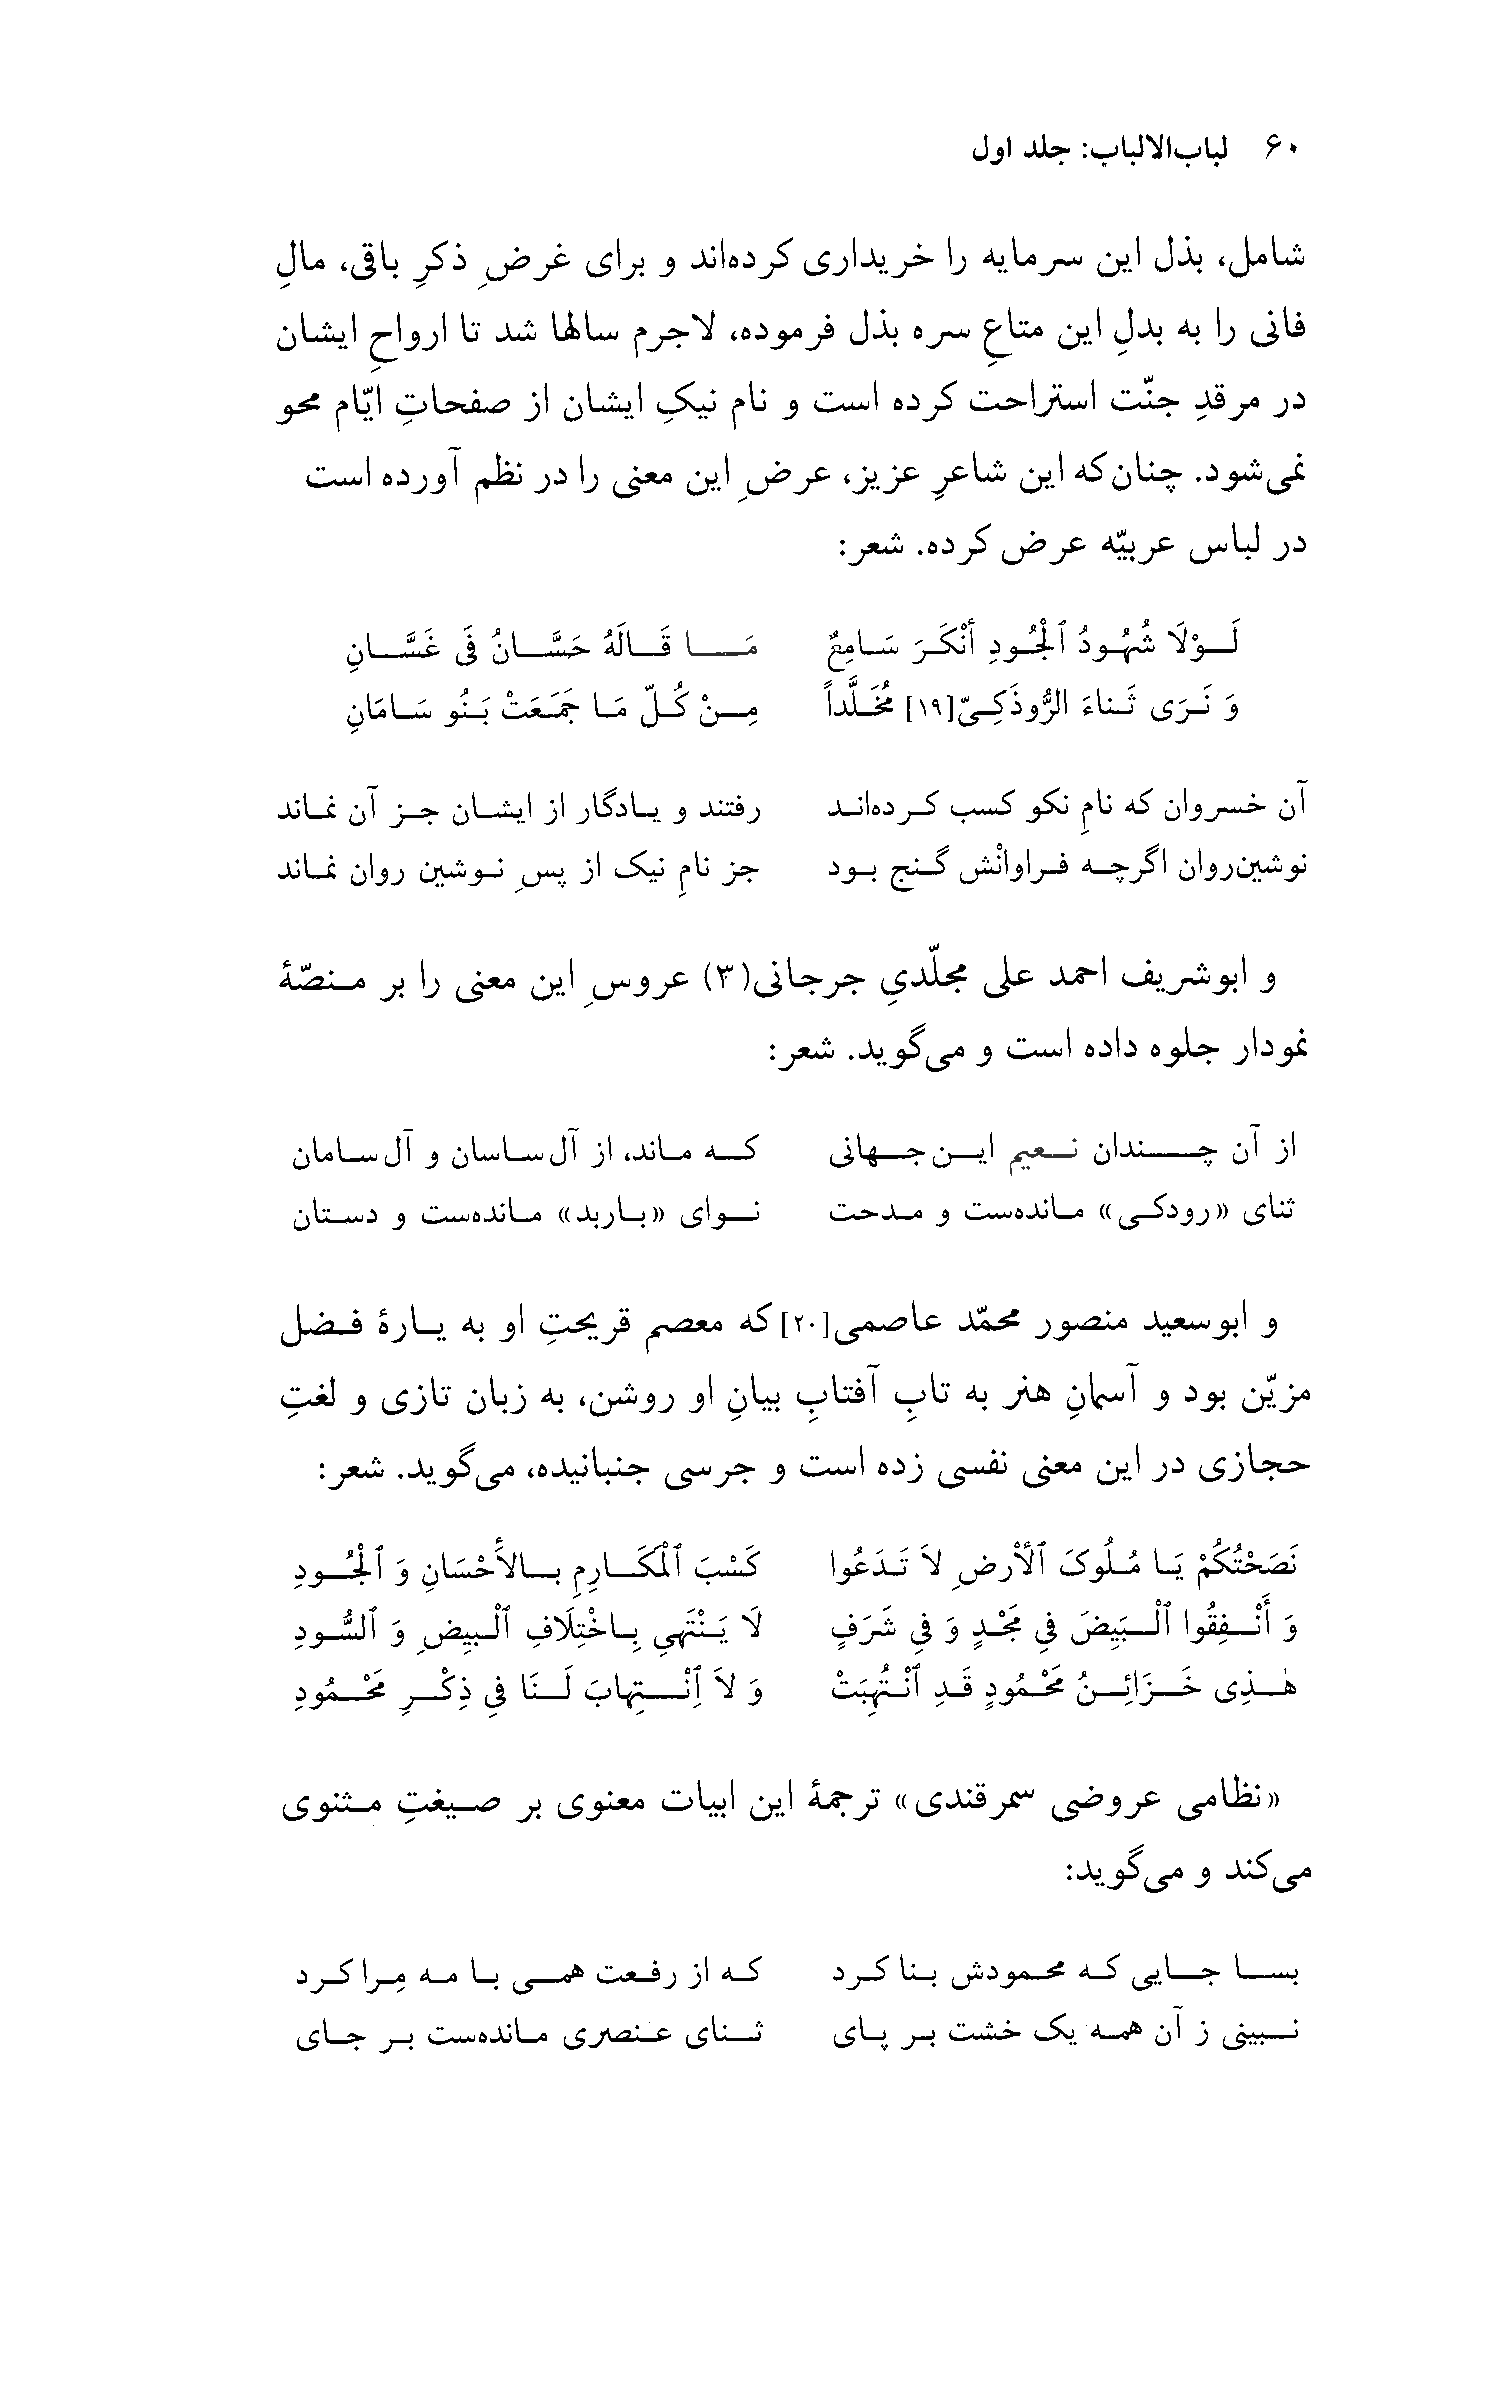 ۶۰ لباب‌الالباب: جلد اول
شامل، بذل این سرمایه را خریداری کرده‌اند و برای غرضِ ذکرِ باقی، مالِ
فانی را به بدلِ این متاعِ سره بذل فرموده، لاجرم سالها شد تا ارواحِ ایشان
در مرقدِ جنّت استراحت کرده است و نام نیکِ ایشان از صفحاتِ ایّام محو
نمی‌شود. چنان‌که این شاعرِ عزیز، عرضِ این معنی را در نظم آورده است
در لباس عربیّه عرض کرده. شعر:
لَوْلَا شُهُودُ ٱلْجُودِ أَنْكَرَ سَامِعٌ مَا قَالَهُ حَسَّانُ فَى غَسَّانِ
وَ نَرَى ثَناءَ الرُّوذَكِىّ[۱۹] مُخَلَّداً مِنْ كُلّ مَا جَمَعَتْ بَنُو سَامَانِ
آن خسروان که نامِ نکو کسب کرده‌اند رفتند و یادگار از ایشان جز آن نماند
نوشین‌روان اگرچه فراوانْش گنج بود جز نامِ نیک از پسِ نوشین روان نماند
و ابوشریف احمد علی مجلّدیِ جرجانی(۳) عروسِ این معنی را بر منصّهٔ
نمودار جلوه داده است و می‌گوید. شعر:
از آن چندان نعیم این‌جهانی که ماند، از آل‌ساسان و آل‌سامان
ثنای «رودکی» مانده‌ست و مدحت نوای «باربد» مانده‌ست و دستان
و ابوسعید منصور محمّد عاصمی[۲۰] که معصم قریحتِ او به یارهٔ فضل
مزیّن بود و آسمانِ هنر به تابِ آفتابِ بیانِ او روشن، به زبان تازی و لغتِ
حجازی در این معنی نفسی زده است و جرسی جنبانیده، می‌گوید. شعر:
نَصَحْتُكُمْ يَا مُلُوکَ ٱلْأَرْضِ لاَ تَدَعُوا كَسْبَ ٱلْمَكَارِمِ بِالأَحْسَانِ وَ ٱلْجُودِ
وَ أَنْفِقُوا ٱلْبَيِضَ فِي مَجْدٍ وَ فِي شَرَفٍ لَا يَنْتَهِي بِاخْتِلَافِ ٱلْبيِضِ وَ ٱلسُّودِ
هٰذِى خَزَائِنُ مَحْمُودٍ قَدِ ٱنْتُهِبَتْ وَ لاَ اِنْتِهابَ لَنَا فِي ذِكْرِ مَحْمُودِ
«نظامی عروضی سمرقندی» ترجمهٔ این ابیات معنوی بر صیغتِ مثنوی
می‌کند و می‌گوید:
بسا جایی که محمودش بنا کرد که از رفعت همی با مه مِرا کرد
نبینی ز آن همه یک خشت بر پای ثنای عنصری مانده‌ست بر جای